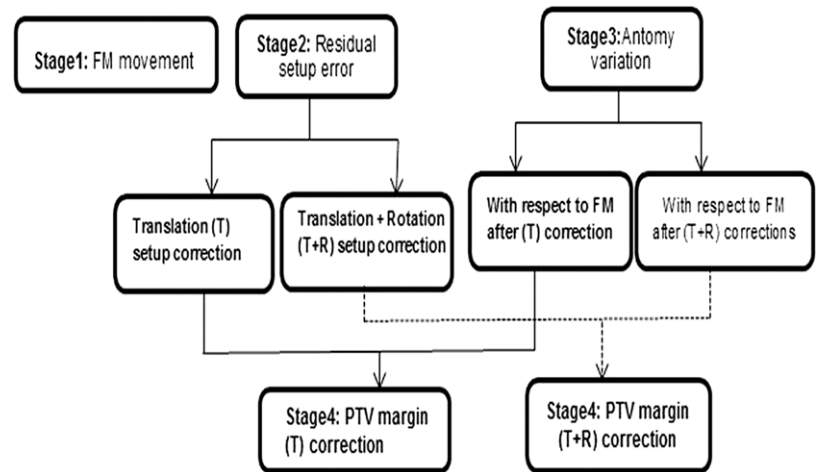 Stage1: FM movement
Stage2: Residual
setup error
Stage3:Antomy
variation
Translation (T)
setup correction
Translation + Rotation
(T+R) setup correction
With respect to FM
after (T) correction
With respect to FM
after (T+R) corrections
Stage4: PTV margin
(T) correction
Stage4: PTV margin
(T+R) correction